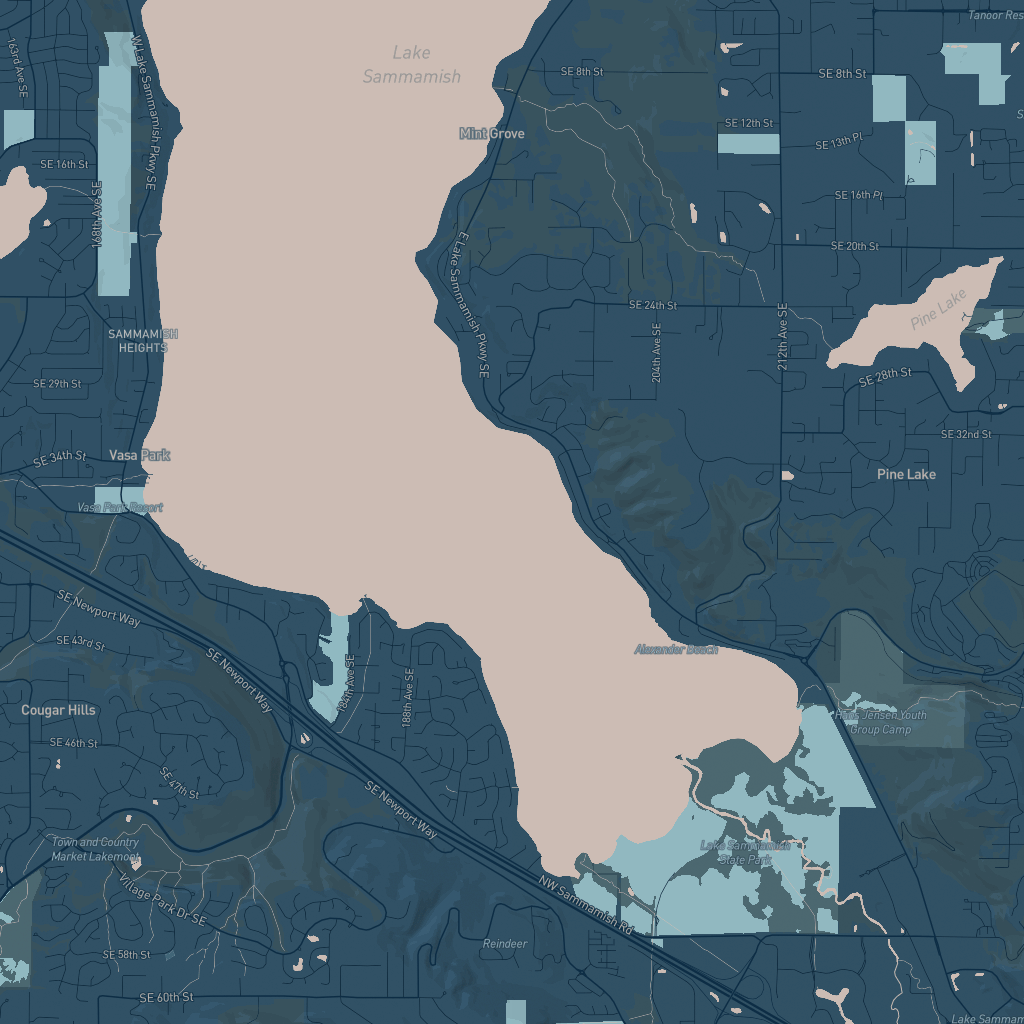 Tanoor Res
163rd Ave SE
W Lake Sammamish Pkwy SE
Lake
Sammamish
SE 8th St
SE 8th St
Mint Grove
SE 12th St
SE 13th Pl
SE 16th St
SE 16th Pl
168th Ave SE
SE 20th St
E Lake Sammamish Pkwy SE
SE 24th St
Pine Lake
SAMMAMISH
HEIGHTS
204th Ave SE
212th Ave SE
SE 28th St
SE 29th St
SE 32nd St
SE 34th St
Vasa Park
Pine Lake
Vasa Park Resort
SE Newport Way
SE 43rd St
SE Newport Way
Alexander Beach
184th Ave SE
188th Ave SE
Cougar Hills
Hans Jensen Youth
Group Camp
SE 46th St
SE 47th St
SE Newport Way
Town and Country
Market Lakemont
Lake Sammamish
State Park
Village Park Dr SE
NW Sammamish Rd
Reindeer
SE 58th St
SE 60th St
Lake Sammam